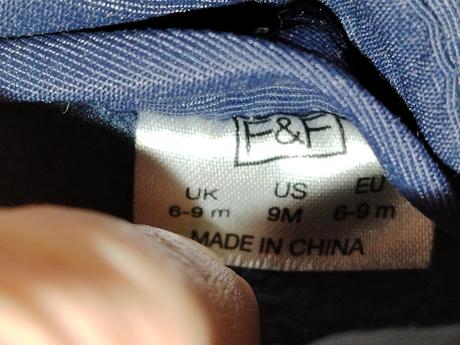 F&F
UK US EU
6-9 m 9M 6-9 m
MADE IN CHINA